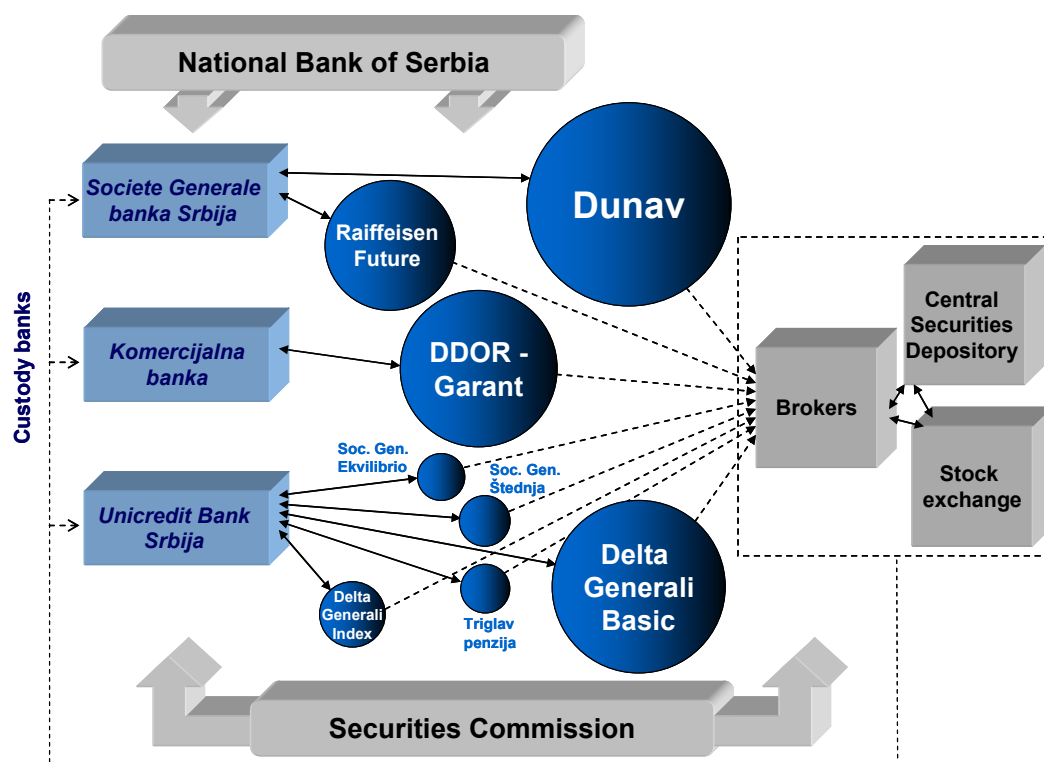 National Bank of Serbia
Societe Generale
banka Srbija
Dunav
Raiffeisen
Future
Central
Securities
Depository
Custody banks
Komercijalna
banka
DDOR -
Garant
Brokers
Soc. Gen.
Ekvilibrio
Soc. Gen.
Štednja
Stock
exchange
Unicredit Bank
Srbija
Delta
Generali
Basic
Delta
Generali
Index
Triglav
penzija
Securities Commission